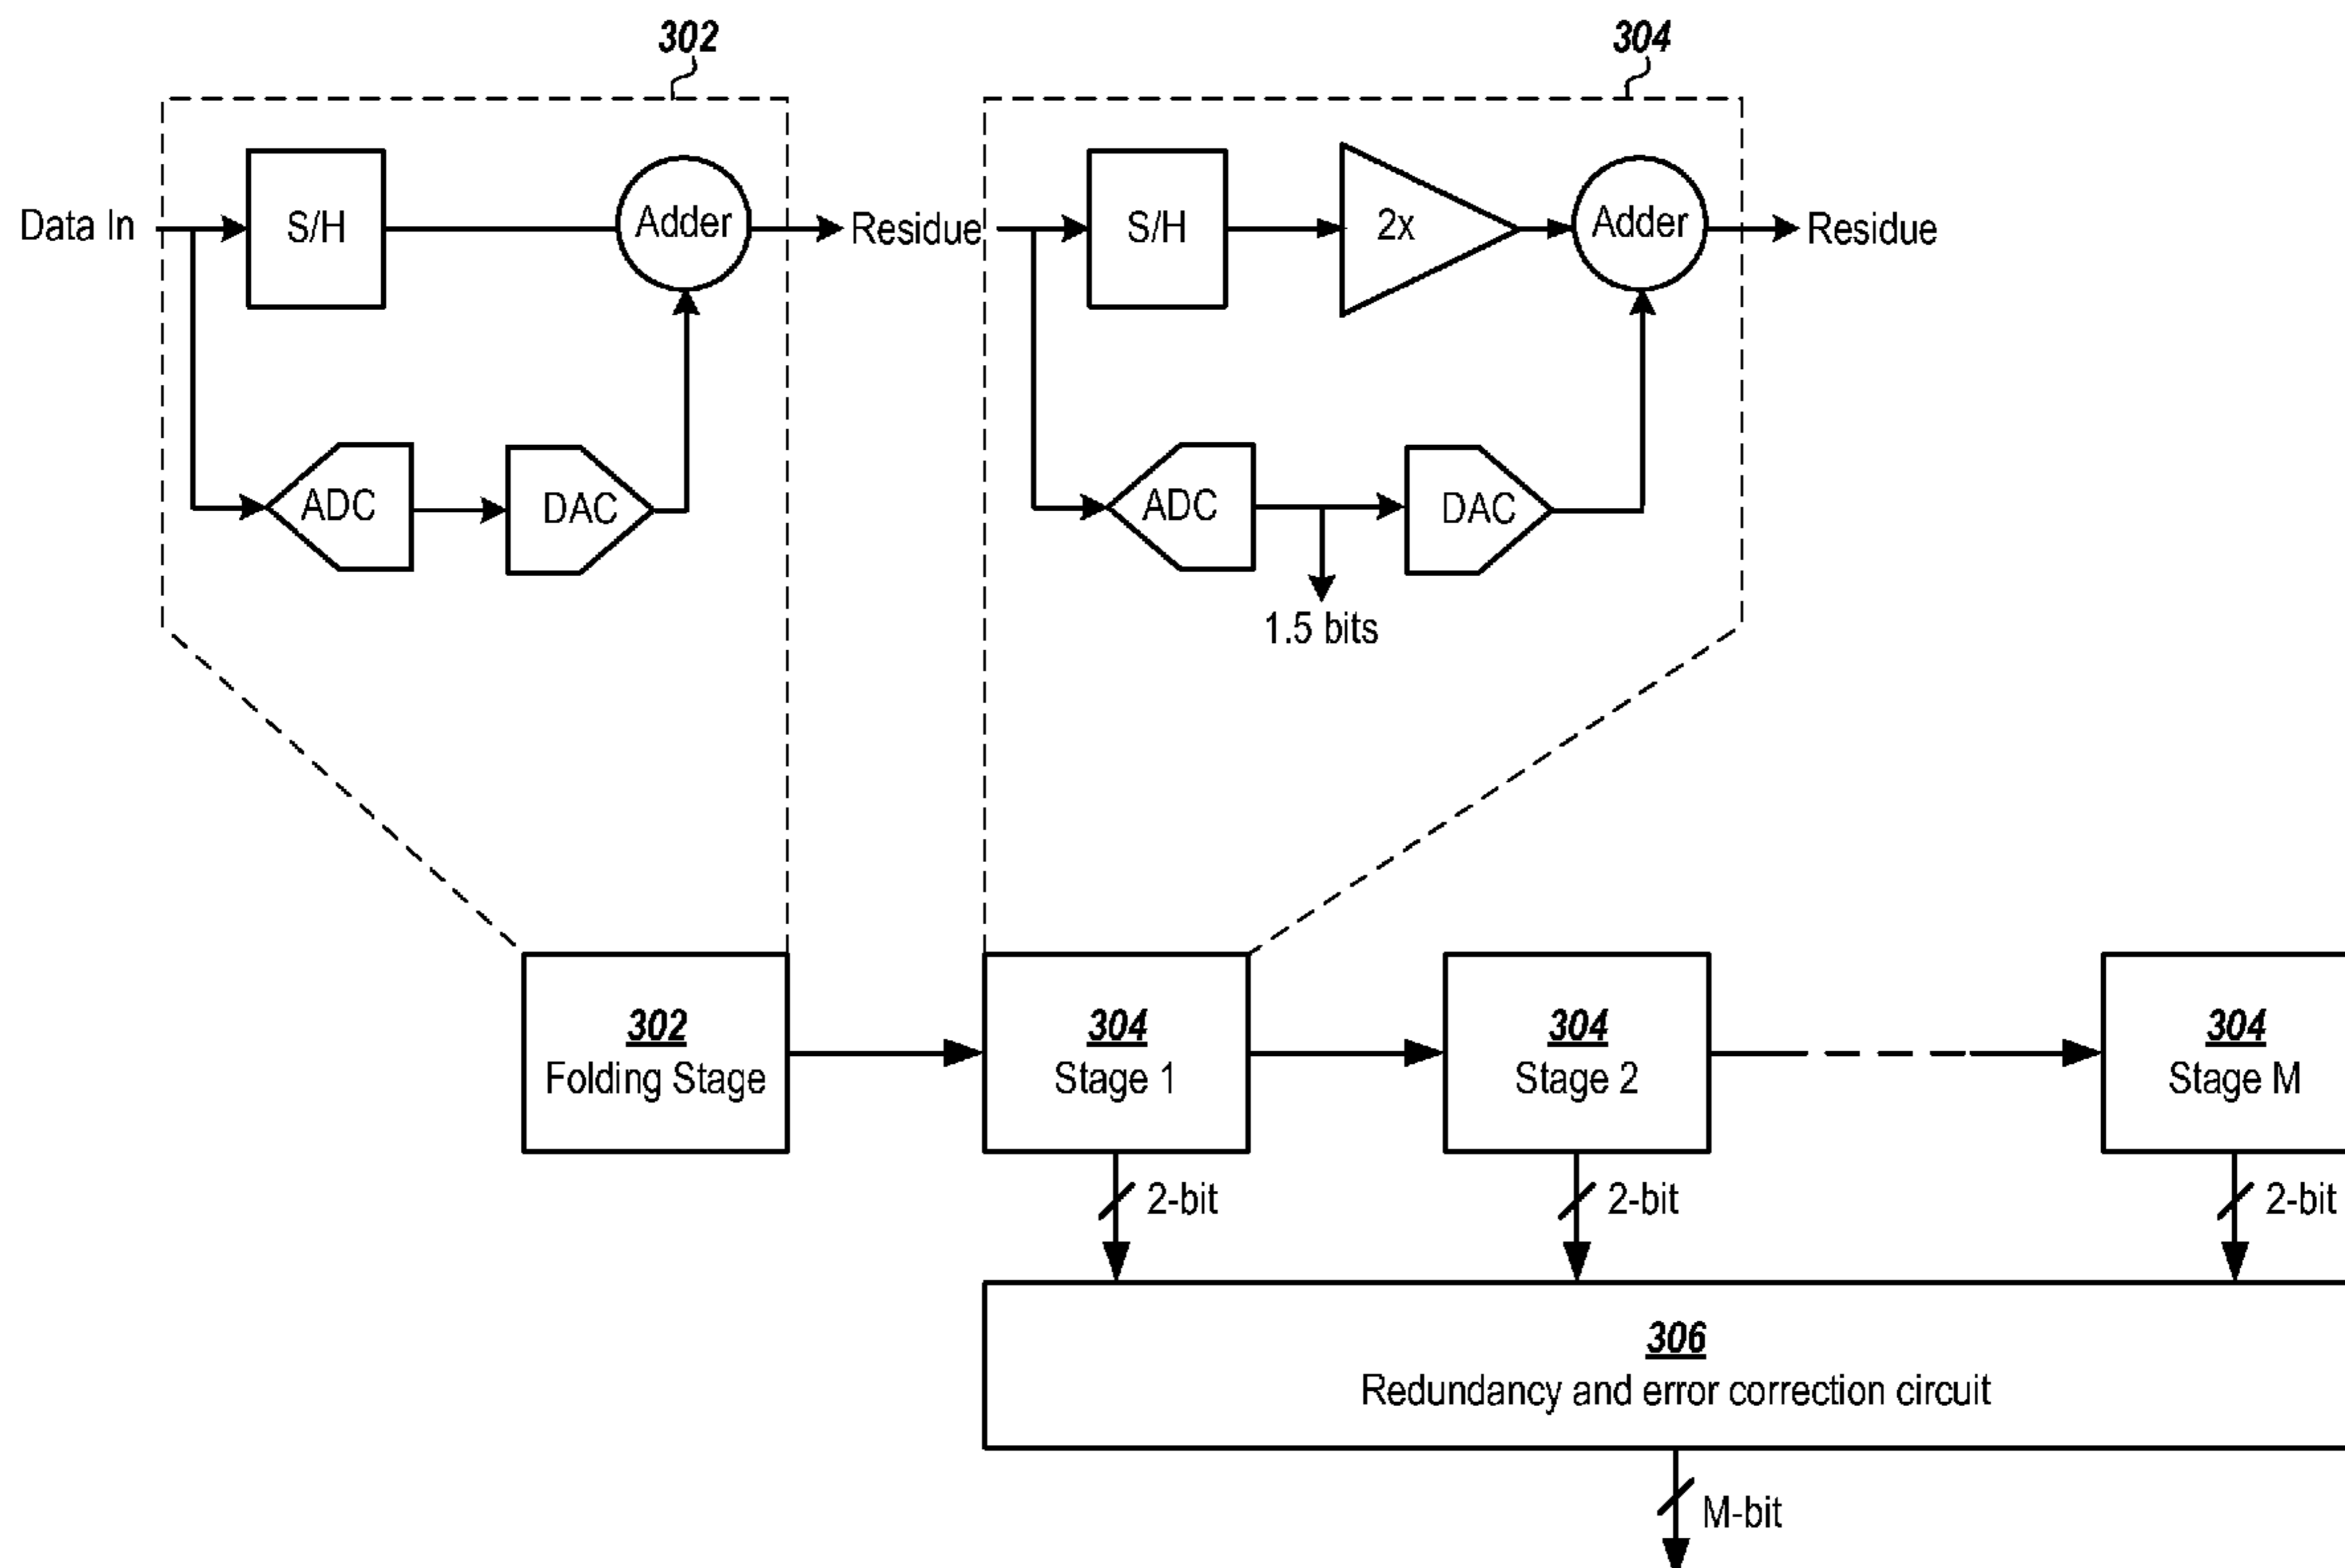 302
304
Data In
S/H
Adder
Residue
S/H
2x
Adder
Residue
ADC
DAC
ADC
DAC
1.5 bits
302
Folding Stage
304
Stage 1
304
Stage 2
304
Stage M
2-bit
2-bit
2-bit
306
Redundancy and error correction circuit
M-bit